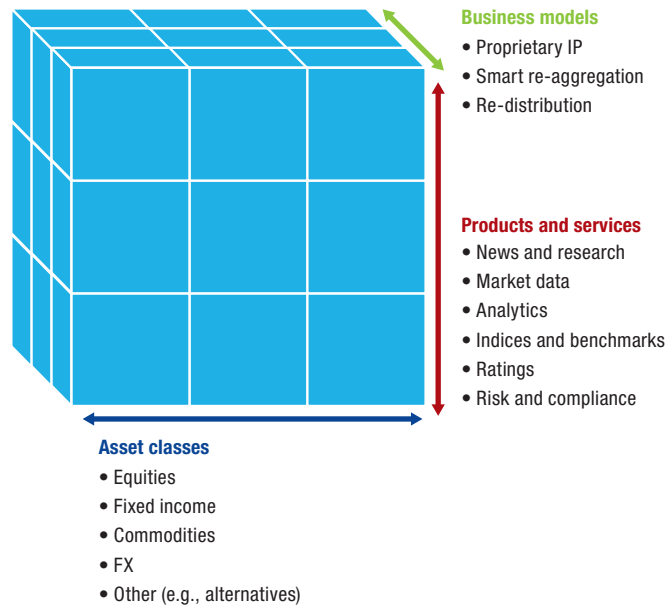 Business models
• Proprietary IP
• Smart re-aggregation
• Re-distribution
Products and services
• News and research
• Market data
• Analytics
• Indices and benchmarks
• Ratings
• Risk and compliance
Asset classes
• Equities
• Fixed income
• Commodities
• FX
• Other (e.g., alternatives)